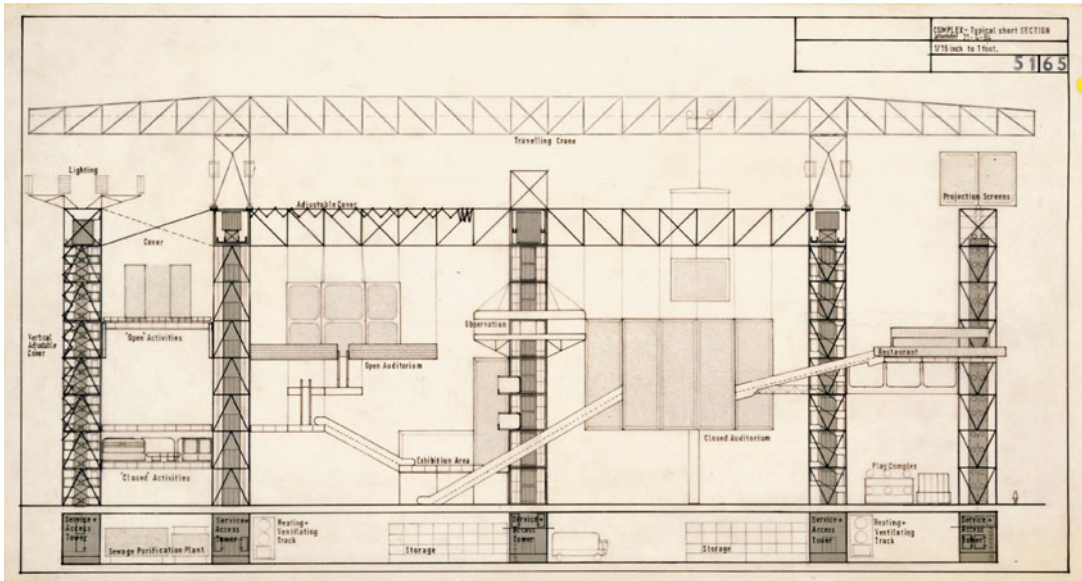 COMPLEX - Typical short SECTION
1/16 inch to 1 foot.
51 65
Travelling Crane
Lighting
Projection Screens
Adjustable Cover
Cover
Observation
"Open" Activities
Vertical
Adjustable
Cover
Restaurant
Open Auditorium
Closed Auditorium
Exhibition Area
Play Complex
"Closed" Activities
Service +
Access
Tower
Sewage Purification Plant
Service +
Access
Tower
Heating +
Ventilating
Track
Storage
Service +
Access
Tower
Storage
Service +
Access
Tower
Heating +
Ventilating
Track
Service +
Access
Tower